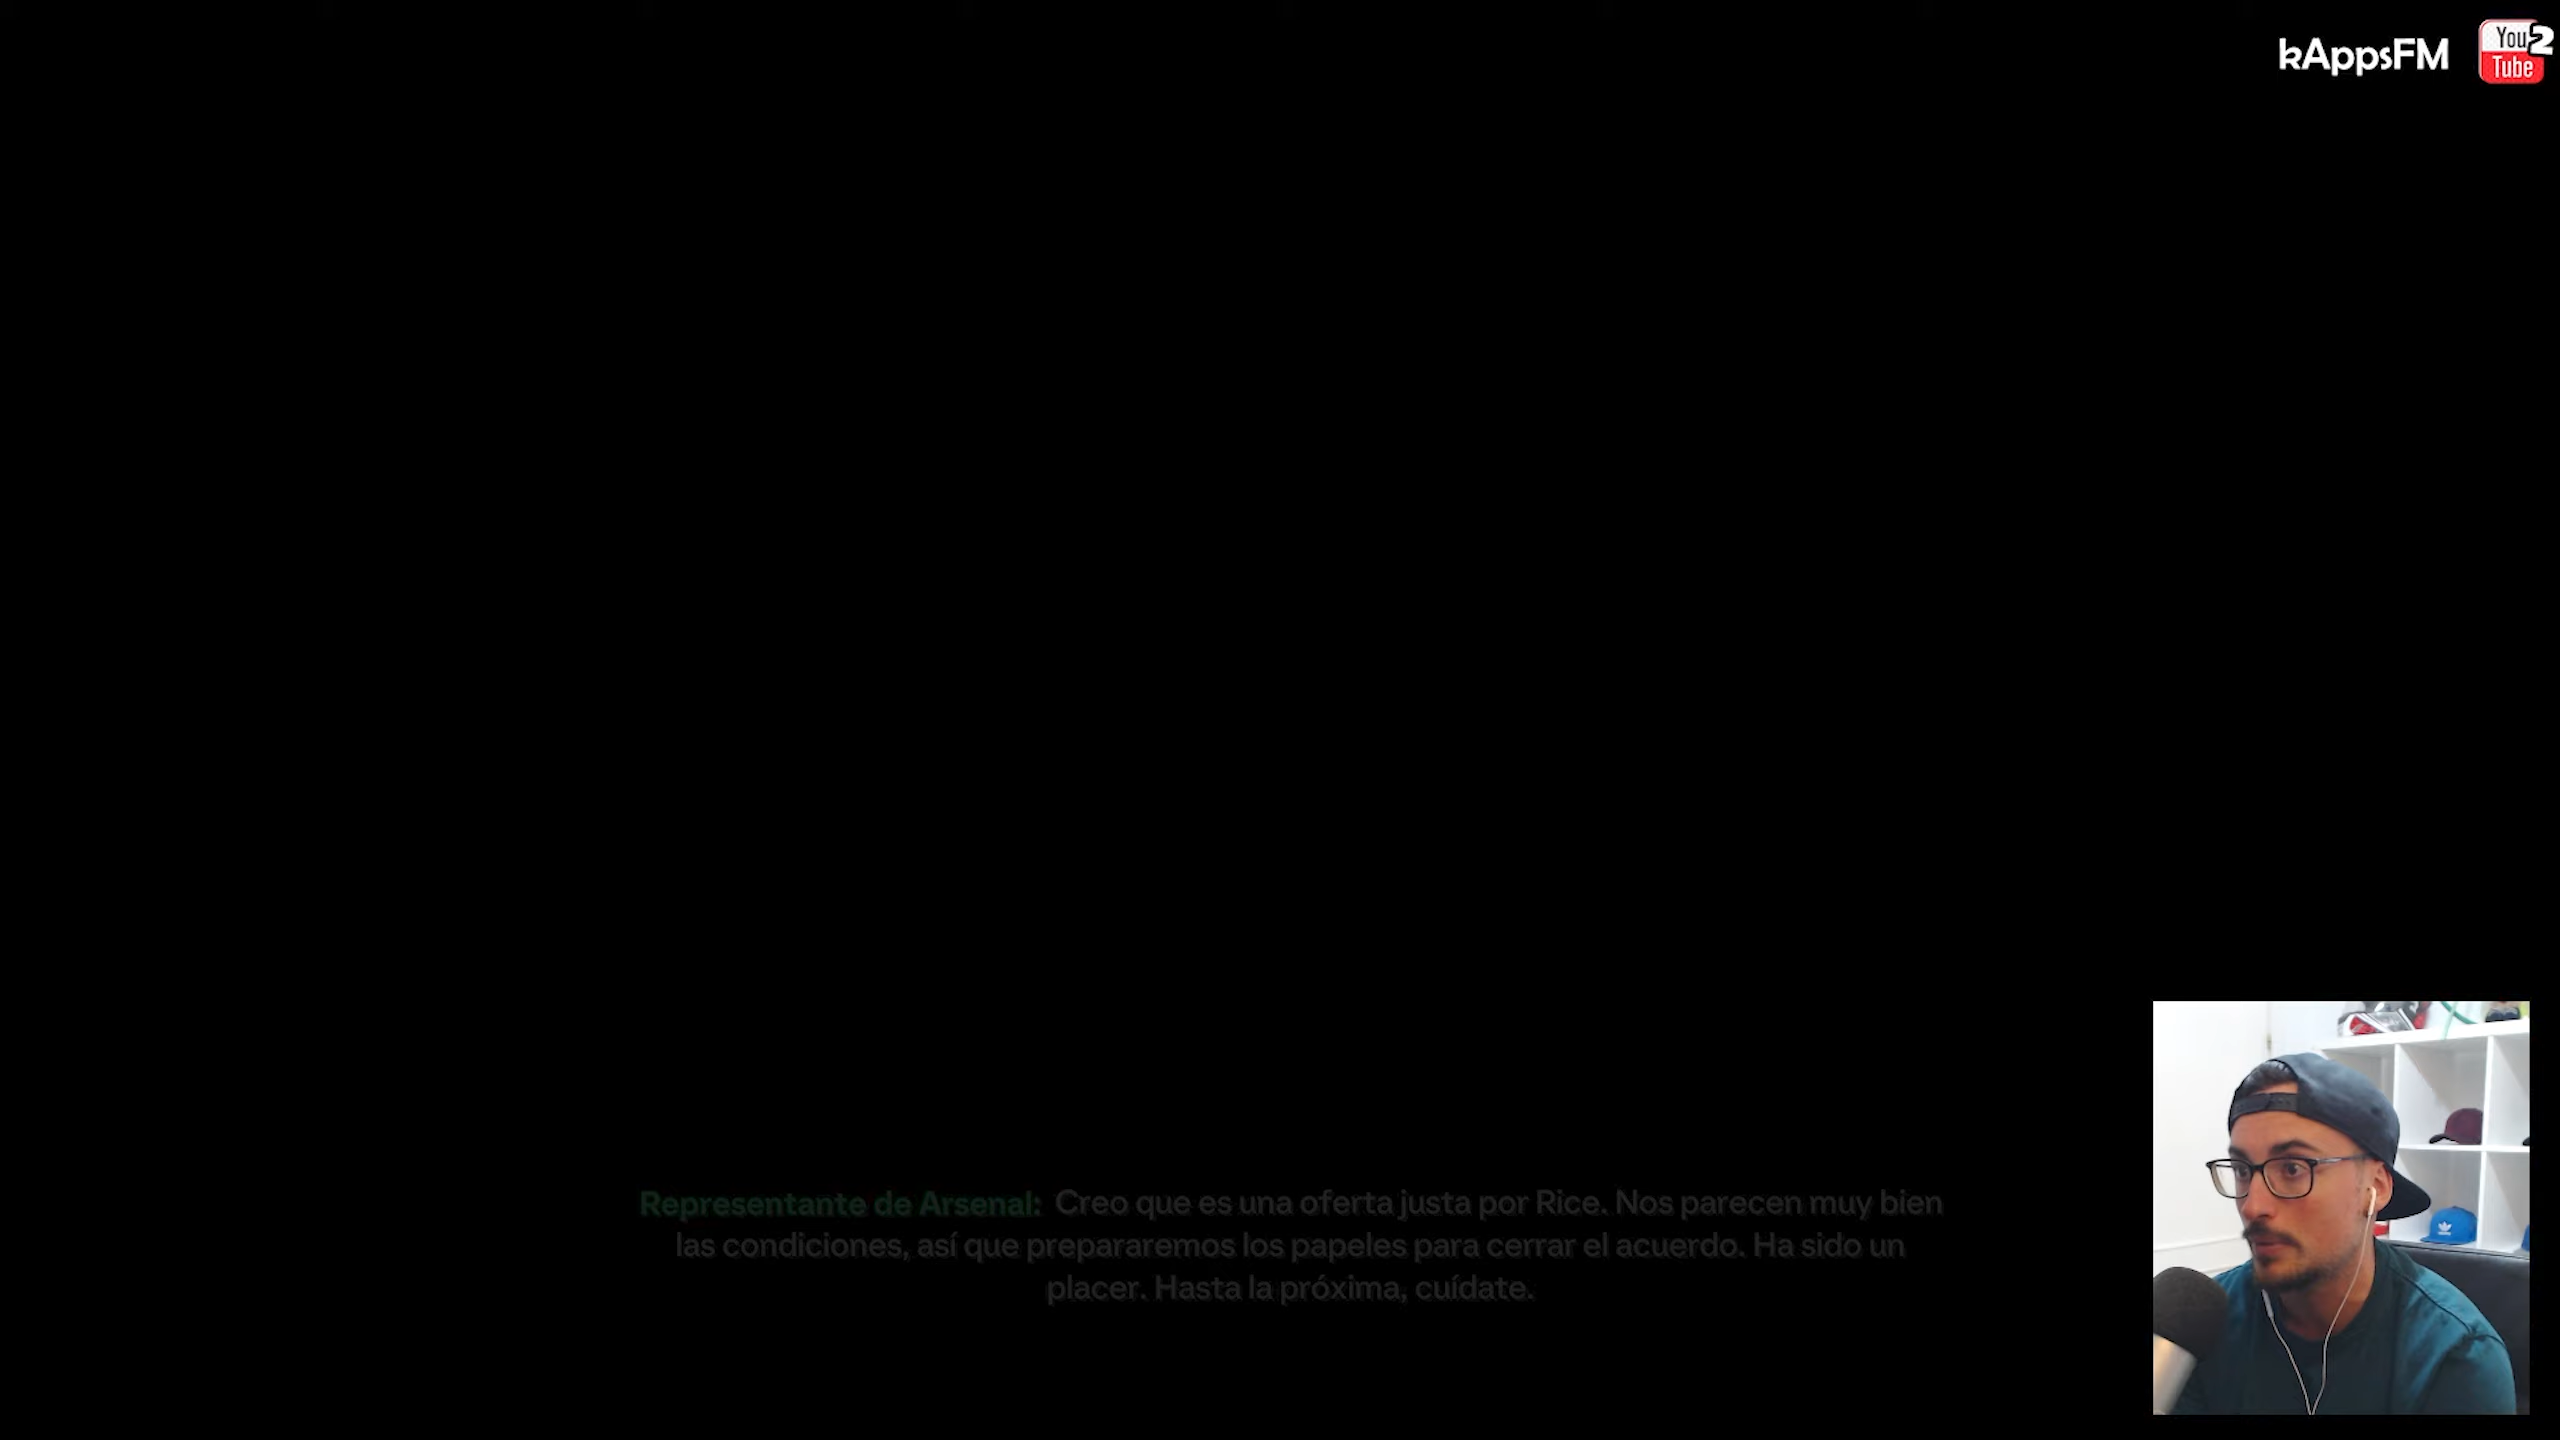 kAppsFM
You2
Tube
Representante de Arsenal: Creo que es una oferta justa por Rice. Nos parecen muy bien
las condiciones, así que prepararemos los papeles para cerrar el acuerdo. Ha sido un
placer. Hasta la próxima, cuídate.